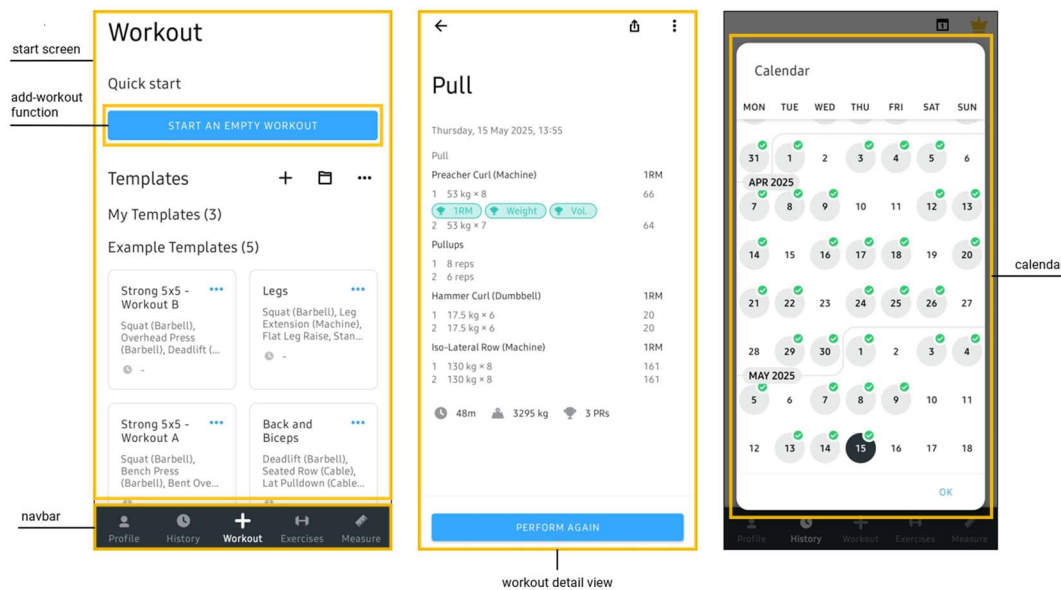 start screen
add-workout
function
navbar
Workout
Quick start
START AN EMPTY WORKOUT
Templates
My Templates (3)
Example Templates (5)
Strong 5x5 -
Workout B
Squat (Barbell),
Overhead Press
(Barbell), Deadlift (...
-
Legs
Squat (Barbell), Leg
Extension (Machine),
Flat Leg Raise, Stan...
-
Strong 5x5 -
Workout A
Squat (Barbell),
Bench Press
(Barbell), Bent Ove...
Back and
Biceps
Deadlift (Barbell),
Seated Row (Cable),
Lat Pulldown (Cable...
Profile History Workout Exercises Measure
Pull
Thursday, 15 May 2025, 13:55
Pull
Preacher Curl (Machine) 1RM
1 53 kg × 8 66
1RM Weight Vol.
2 53 kg × 7 64
Pullups
1 8 reps
2 6 reps
Hammer Curl (Dumbbell) 1RM
1 17.5 kg × 6 20
2 17.5 kg × 6 20
Iso-Lateral Row (Machine) 1RM
1 130 kg × 8 161
2 130 kg × 8 161
48m 3295 kg 3 PRs
PERFORM AGAIN
workout detail view
1
Calendar
MON TUE WED THU FRI SAT SUN
31 1 2 3 4 5 6
APR 2025
7 8 9 10 11 12 13
14 15 16 17 18 19 20
21 22 23 24 25 26 27
28 29 30 1 2 3 4
MAY 2025
5 6 7 8 9 10 11
12 13 14 15 16 17 18
OK
Profile History Workout Exercises Measure
calendar